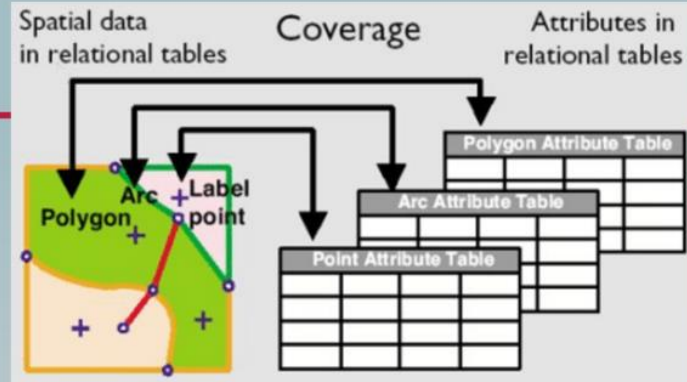 Spatial data
in relational tables
Coverage
Attributes in
relational tables
Polygon Attribute Table
Arc Attribute Table
Point Attribute Table
Arc
Label
point
Polygon